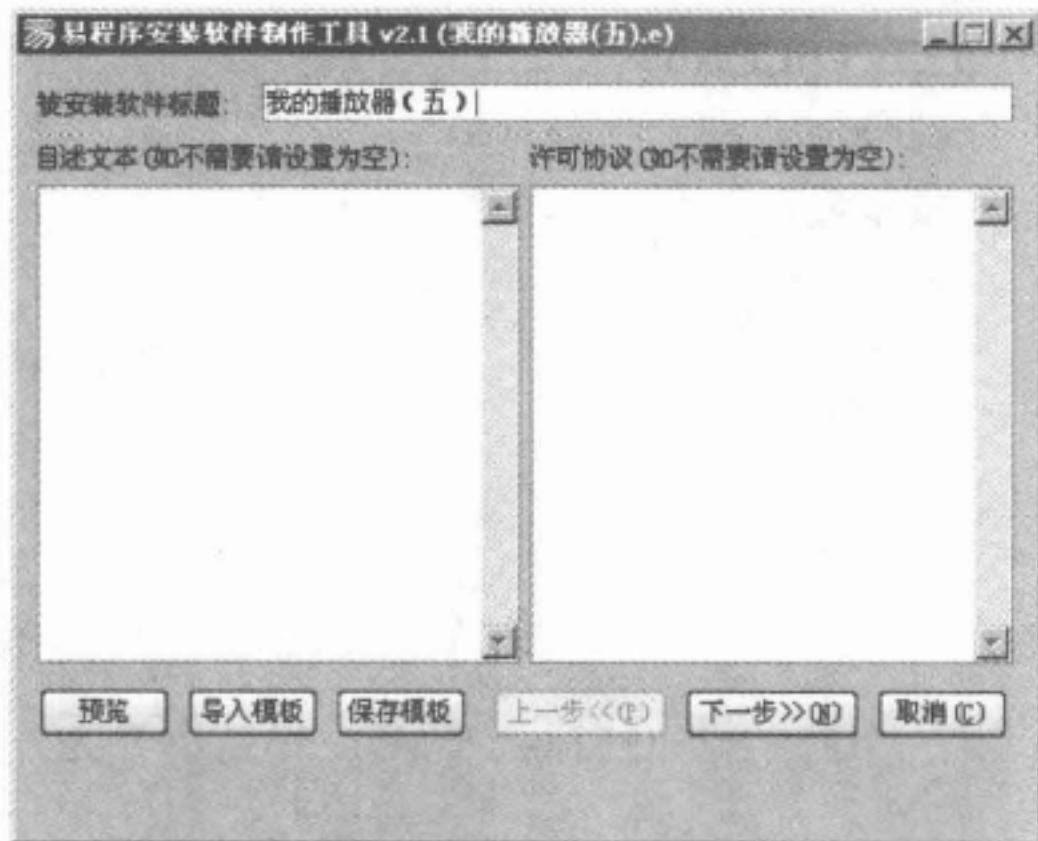 易程序安装软件制作工具 v2.1 (我的播放器(五).e)
被安装软件标题: 我的播放器(五)
自述文本(如不需要请设置为空): 许可协议(如不需要请设置为空):
预览 导入模板 保存模板 上一步<<(P) 下一步>>(N) 取消(C)